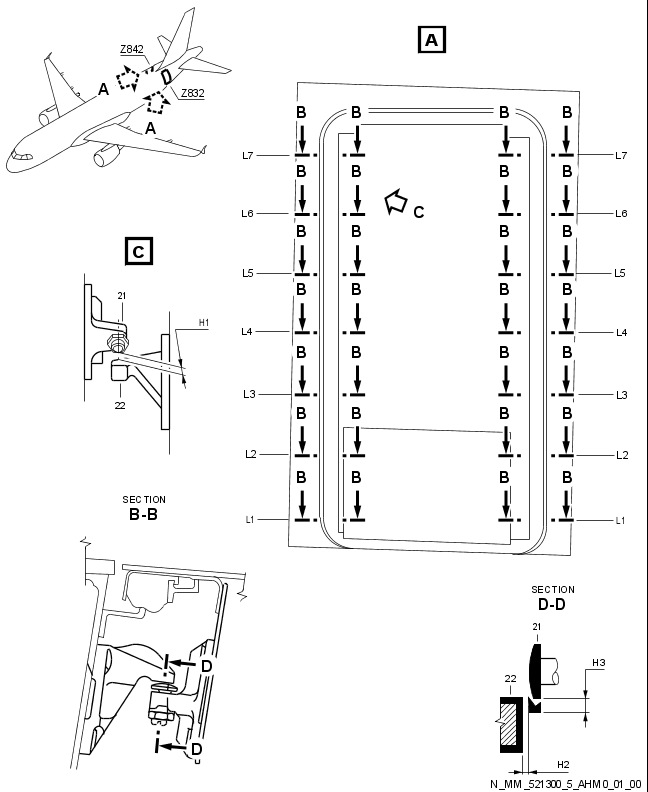 A
Z842
A
Z832
A
B B B B
L7 L7
B B B B
L6 C L6
B B B B
C
L5 L5
21
B B B B
H1
L4 L4
B B B B
L3 L3
22
B B B B
L2 L2
B B B B
SECTION
B-B
L1 L1
SECTION
D-D
21
D
H3
22
D
H2
N_MM_521300_5_AHM0_01_00